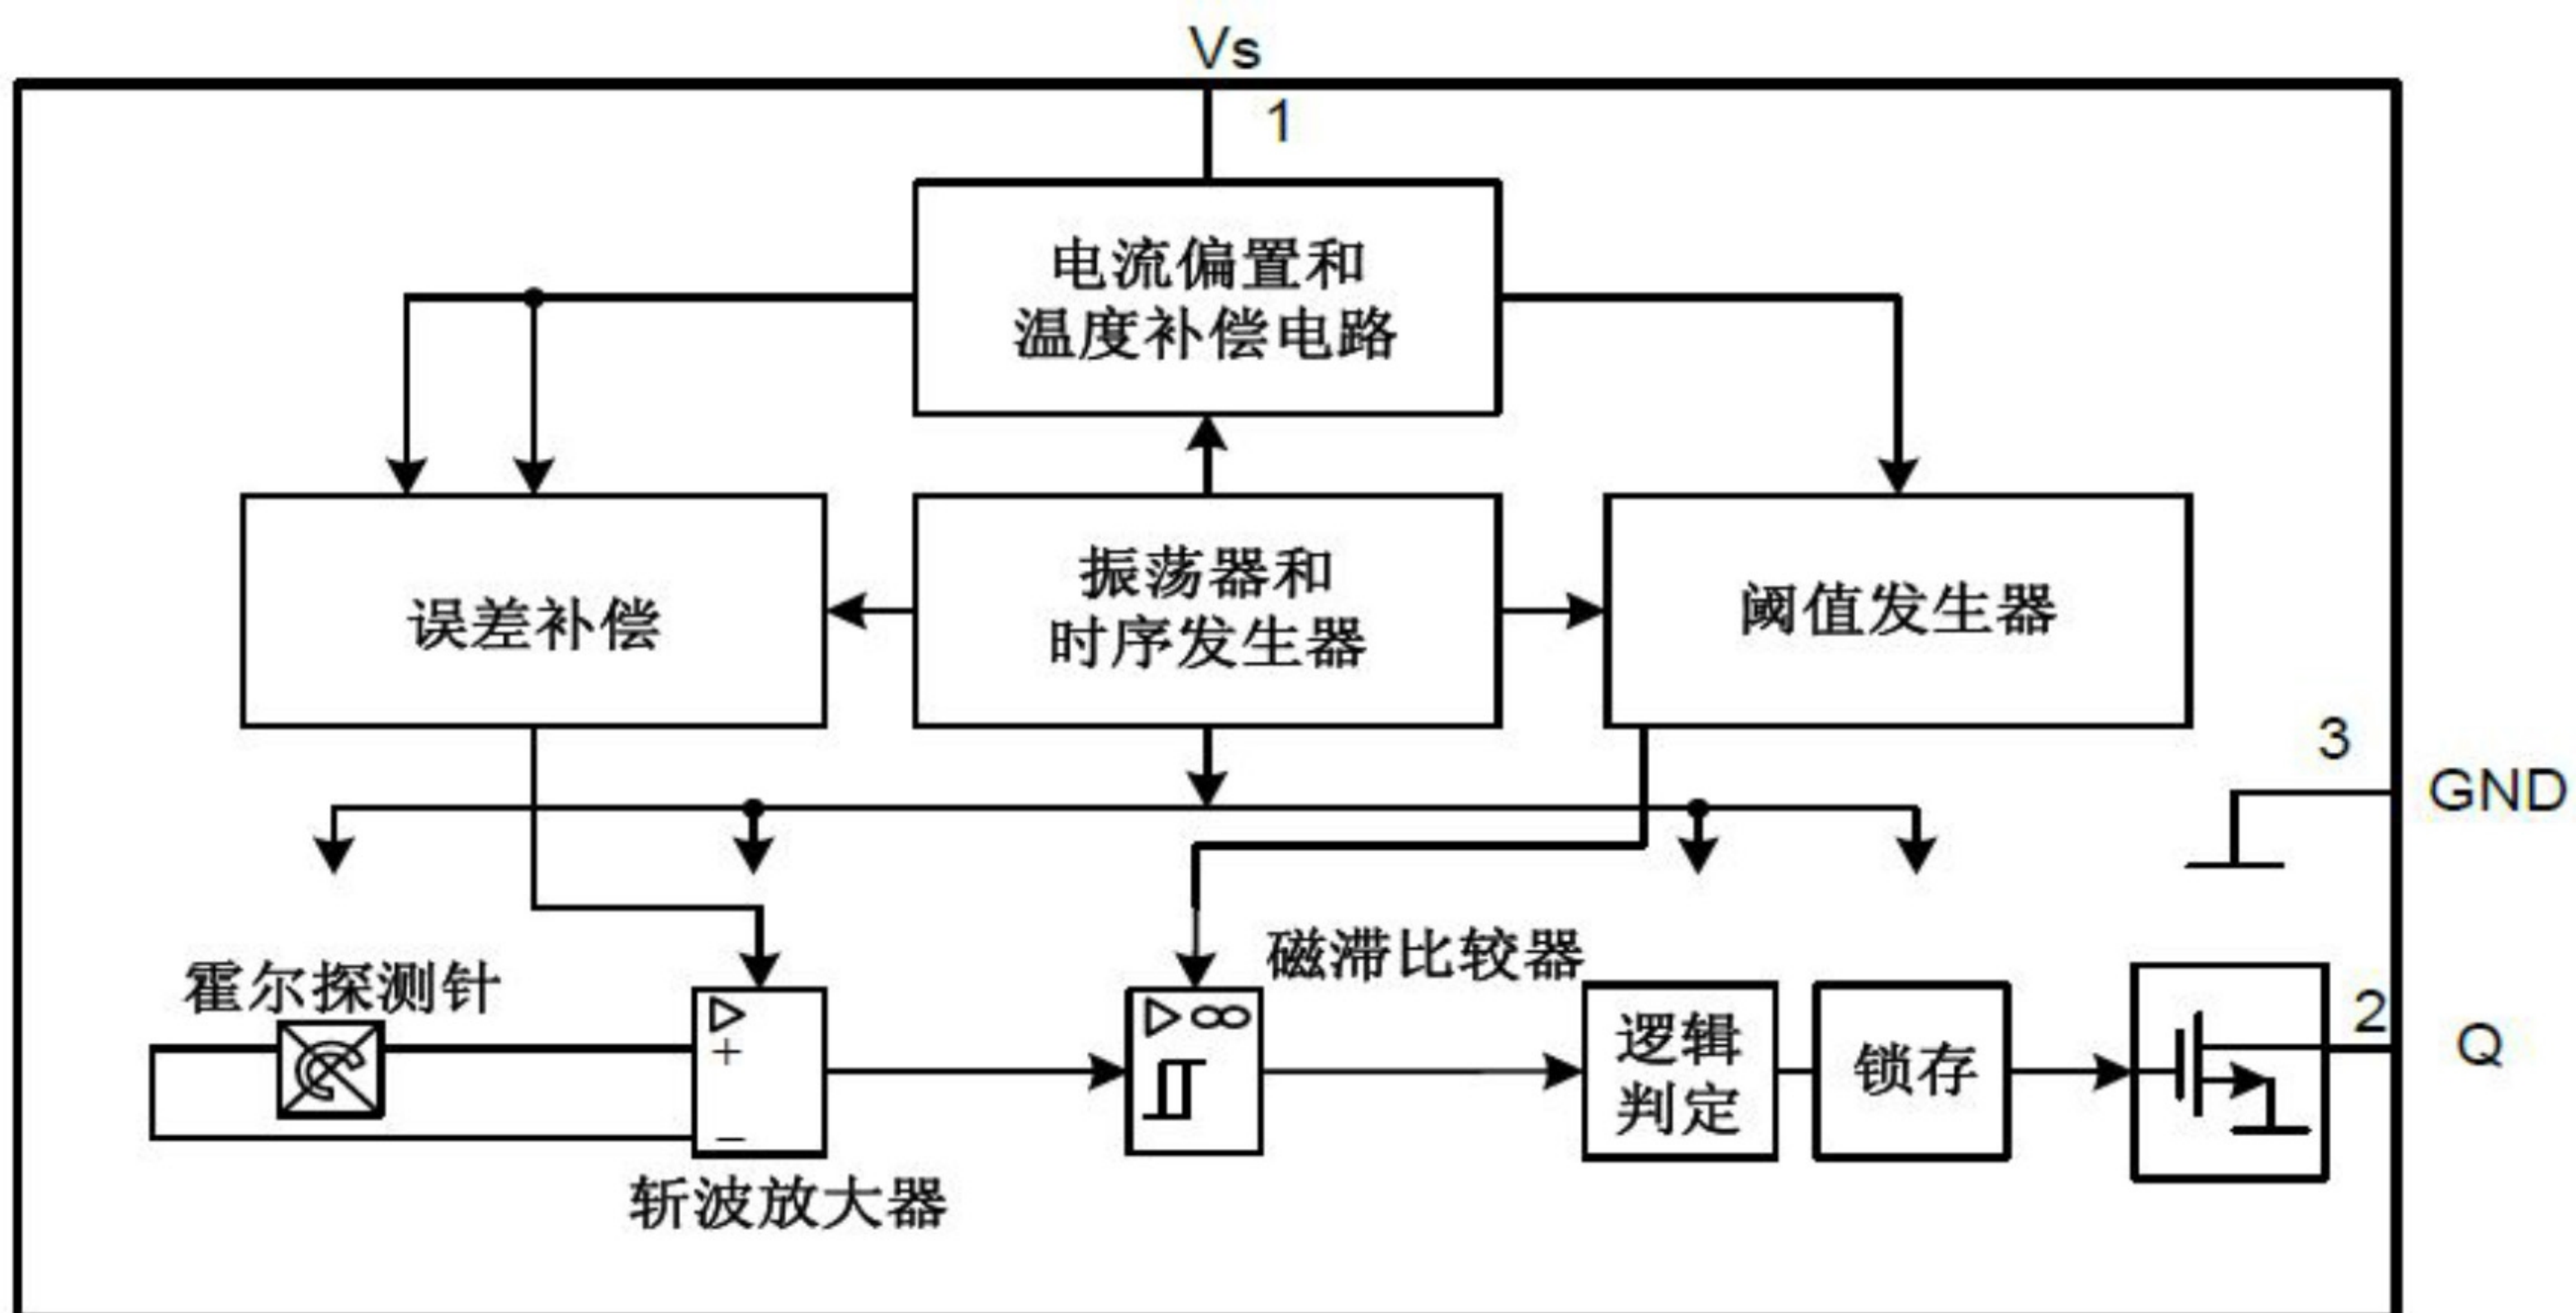 Vs
1
电流偏置和
温度补偿电路
误差补偿
振荡器和
时序发生器
阈值发生器
3
GND
霍尔探测针
磁滞比较器
▷
+
−
▷∞
逻辑
判定
锁存
2
Q
斩波放大器